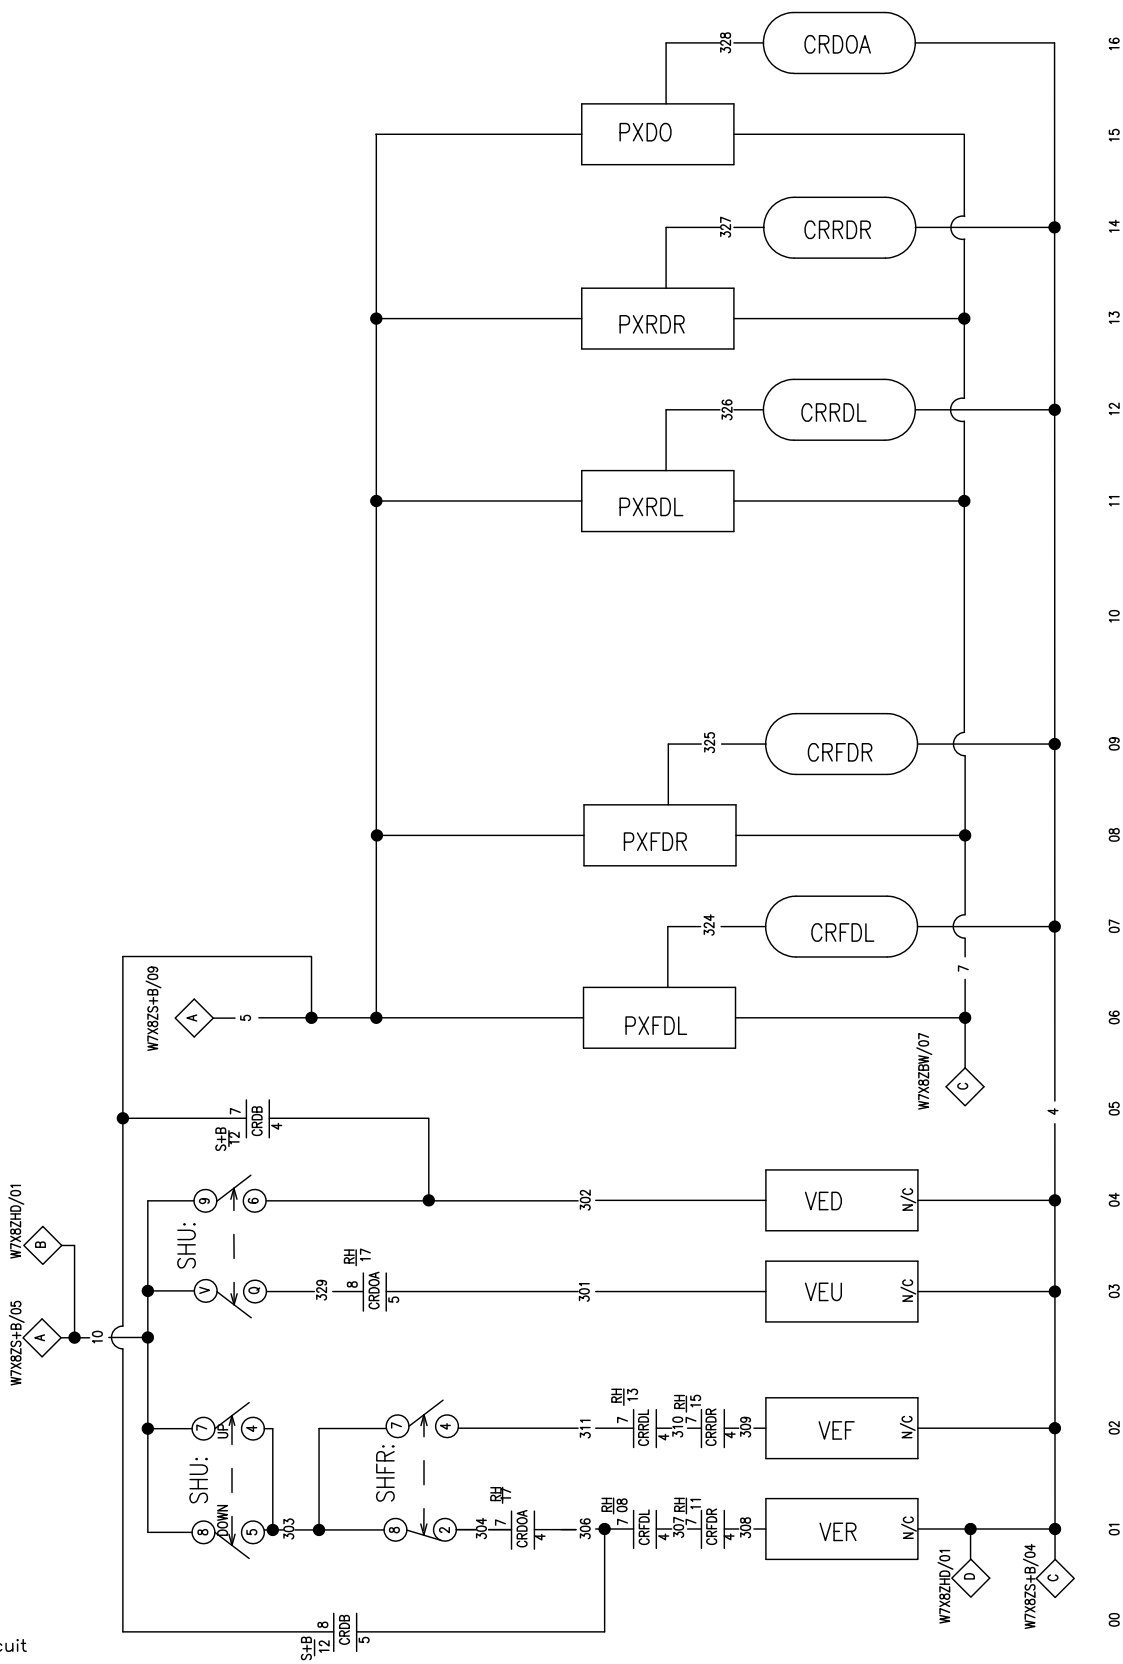 16
15
14
13
12
11
10
09
08
07
06
05
04
03
02
01
00
328
CRDOA
PXDO
327
CRRDR
PXRDR
326
CRRDL
PXRDL
325
CRFDR
PXFDR
324
CRFDL
PXFDL
W7X8ZS+B/09
A
5
7
W7X8ZBW/07
C
S+B
12
7
CRDB
4
4
W7X8ZHD/01
B
W7X8ZS+B/05
A
10
SHU:
9
6
302
VED
N/C
V
Q
329
RH
17
8
CRDOA
5
301
VEU
N/C
SHU:
7
UP
4
8
DOWN
5
303
SHFR:
7
4
311
RH
13
7
CRRDL
4
310
RH
15
7
CRRDR
4
309
VEF
N/C
8
2
304
RH
17
7
CRDOA
4
306
RH
08
7
CRFDL
4
307
RH
11
7
CRFDR
4
308
VER
N/C
W7X8ZHD/01
D
W7X8ZS+B/04
C
S+B
12
8
CRDB
5
cuit